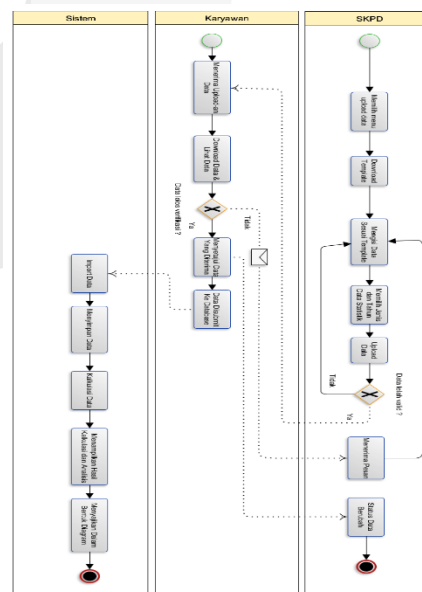 Sistem
Karyawan
SKPD
Import Data
Menyimpan Data
Kalkulasi Data
Menampilkan Hasil
Kalkulasi dan Analisis
Menyajikan Dalam
Bentuk Diagram
Menerima Upload-an
Data
Download Data &
Lihat Data
Data lolos verifikasi ?
Tidak
Ya
Menyetujui Data
Yang Diterima
Data Disubmit
Ke Database
Memilih menu
upload data
Download
Template
Mengisi Data
Sesuai Template
Memilih Jenis
dan Tahun
Data Statistik
Upload
Data
Data telah valid ?
Tidak
Ya
Menerima Pesan
Status Data
Berubah